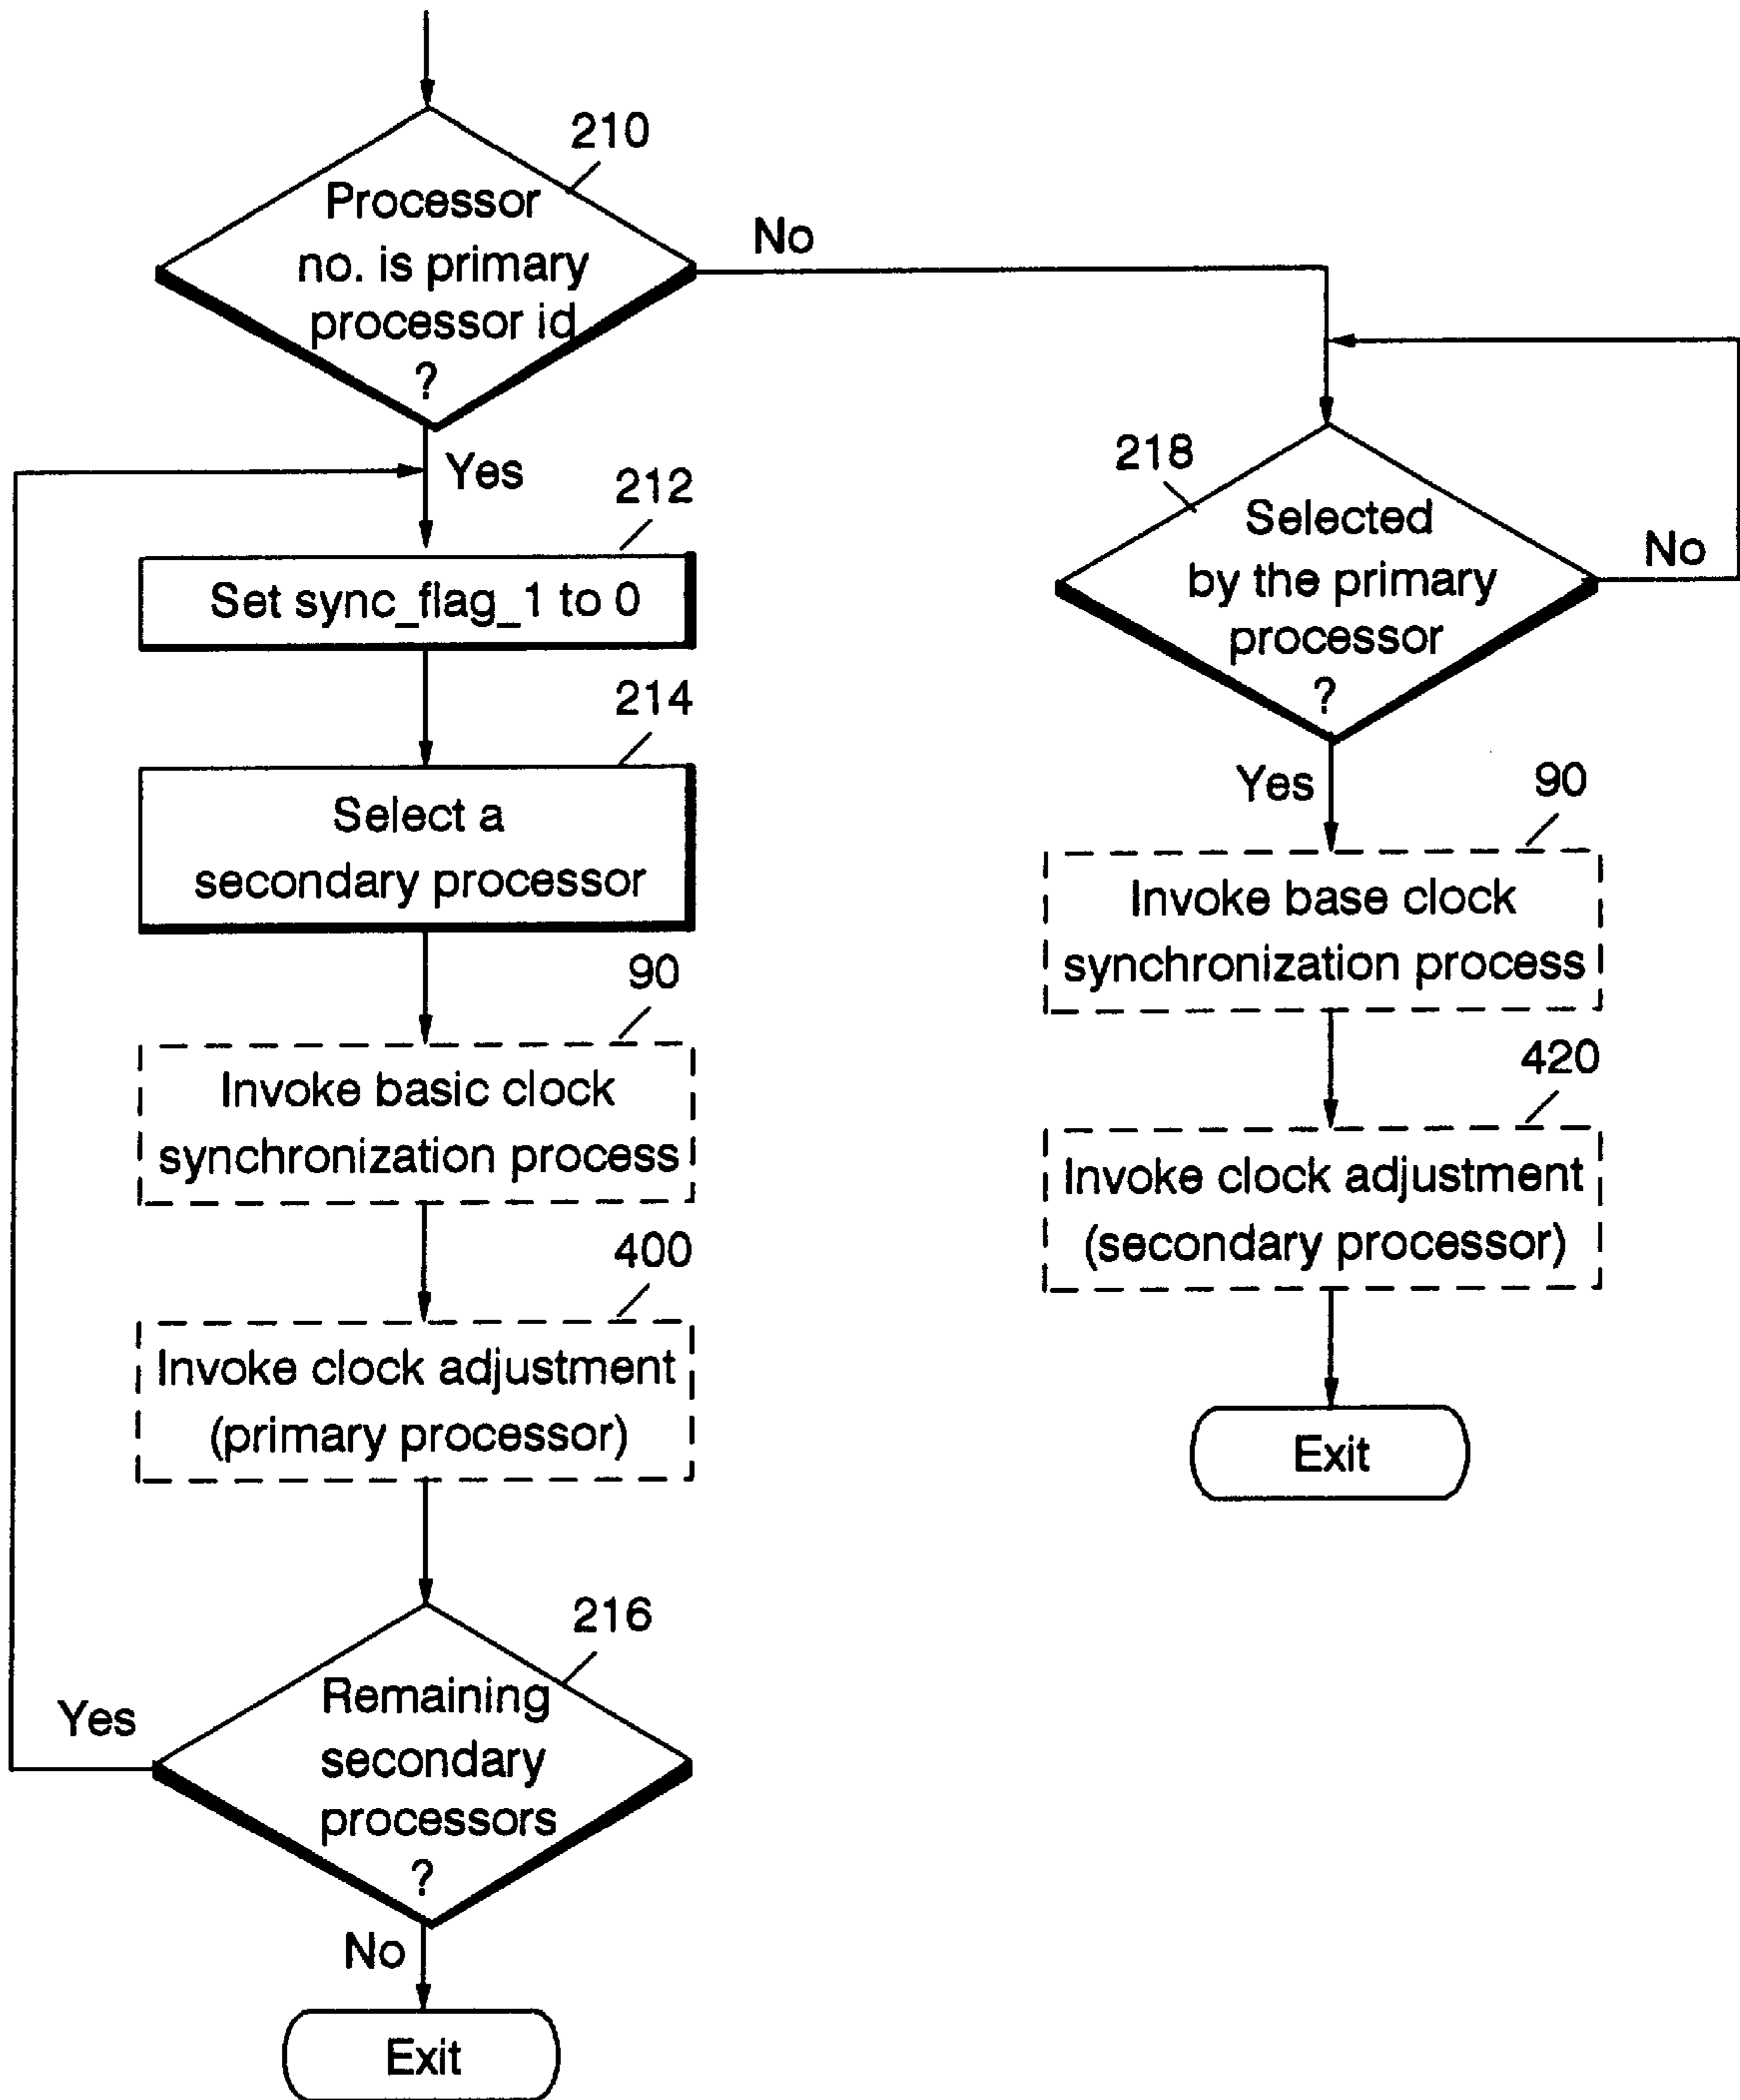 210
Processor
no. is primary
processor id
?
No
Yes
212
Set sync_flag_1 to 0
214
Select a
secondary processor
90
Invoke basic clock
synchronization process
400
Invoke clock adjustment
(primary processor)
216
Remaining
secondary
processors
?
Yes
No
Exit
218
Selected
by the primary
processor
?
No
Yes
90
Invoke base clock
synchronization process
420
Invoke clock adjustment
(secondary processor)
Exit